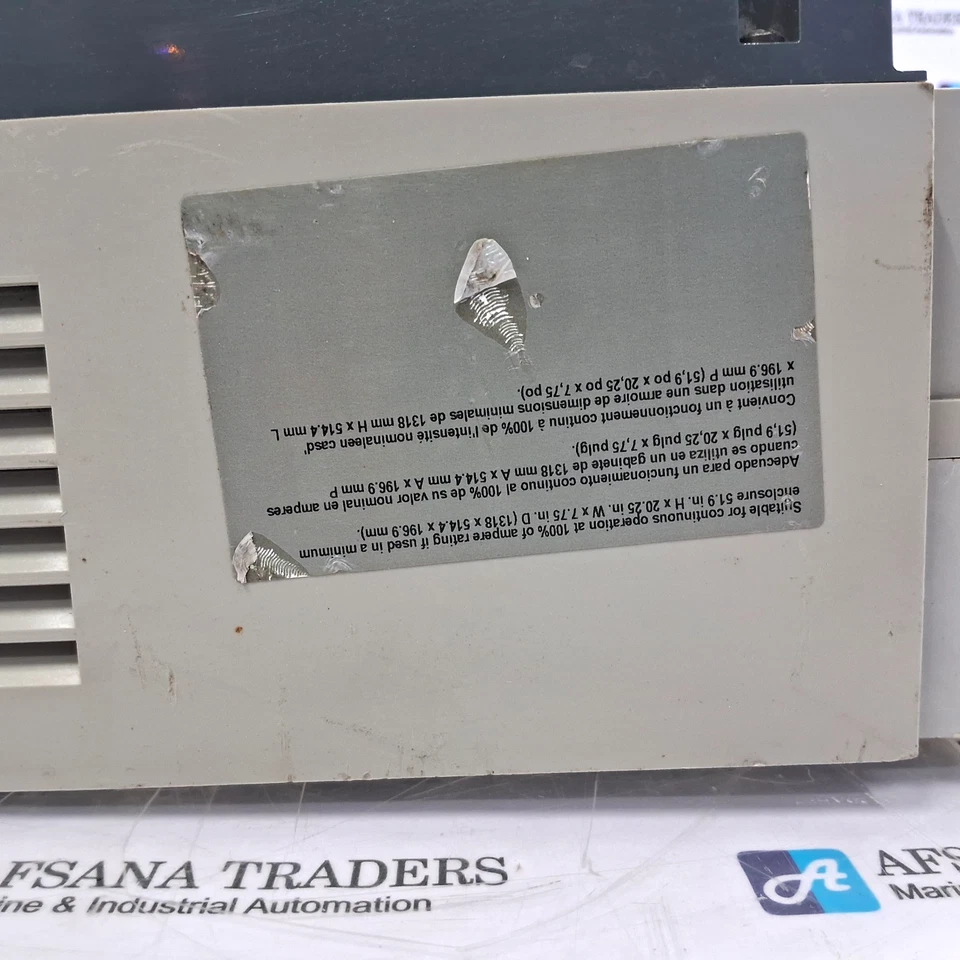 Suitable for continuous operation at 100% of ampere rating if used in a minimum
enclosure 51.9 in. H x 20.25 in. W x 7.75 in. D (1318 x 514.4 x 196.9 mm).
Adecuado para un funcionamiento continuo al 100% de su valor nominal en amperes
cuando se utiliza en un gabinete de 1318 mm A x 514.4 mm A x 196.9 mm P
(51,9 pulg x 20,25 pulg x 7,75 pulg).
Convient à un fonctionnement continu à 100% de l'intensité nominaleen casd'
utilisation dans une armoire de dimensions minimales de 1318 mm H x 514.4 mm L
x 196.9 mm P (51,9 po x 20,25 po x 7,75 po).
FSANA TRADERS
ine & Industrial Automation
AFS
Mari